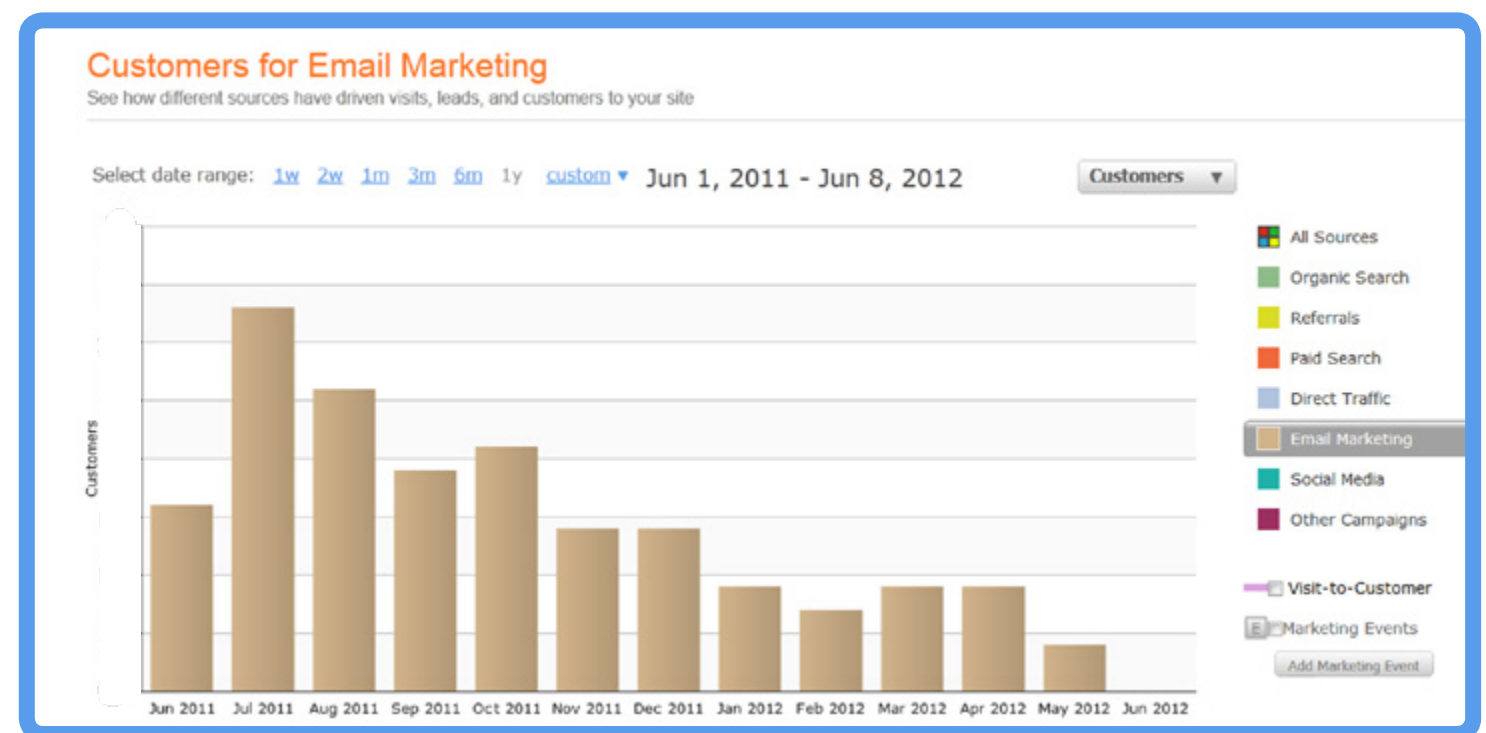 Customers for Email Marketing
See how different sources have driven visits, leads, and customers to your site
Select date range: 1w 2w 1m 3m 6m 1y custom ▼ Jun 1, 2011 - Jun 8, 2012
Customers ▼
Customers
Jun 2011 Jul 2011 Aug 2011 Sep 2011 Oct 2011 Nov 2011 Dec 2011 Jan 2012 Feb 2012 Mar 2012 Apr 2012 May 2012 Jun 2012
All Sources
Organic Search
Referrals
Paid Search
Direct Traffic
Email Marketing
Social Media
Other Campaigns
Visit-to-Customer
E Marketing Events
Add Marketing Event